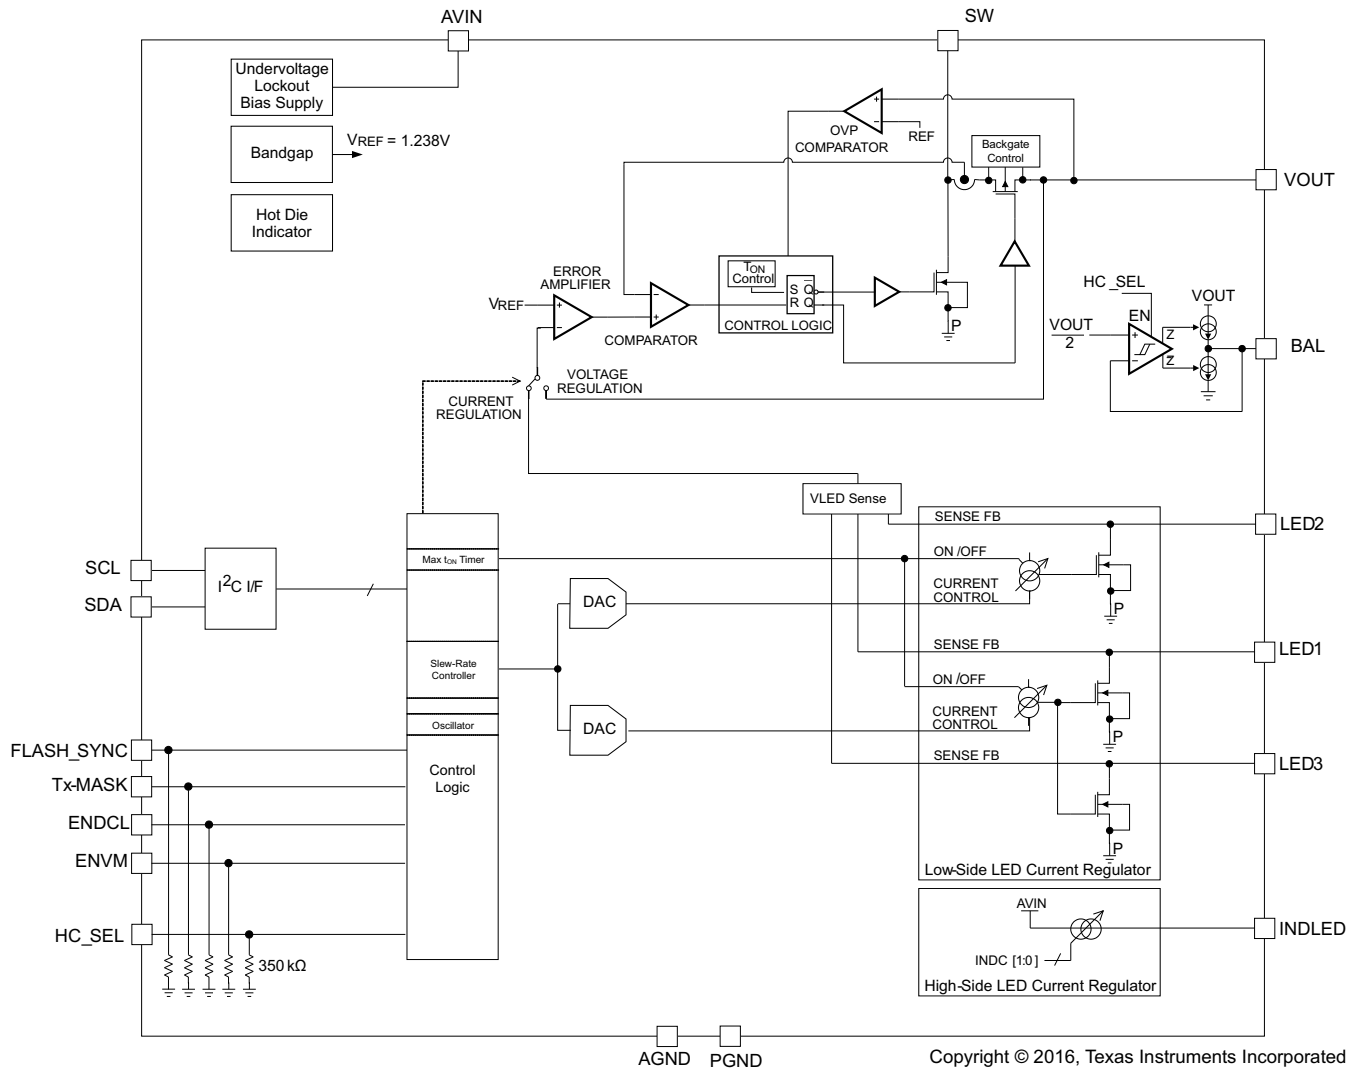 AVIN
SW
Undervoltage
Lockout
Bias Supply
Bandgap
VREF = 1.238V
Hot Die
Indicator
OVP
COMPARATOR
+
−
REF
Backgate
Control
VOUT
TON
Control
S Q
R Q
CONTROL LOGIC
ERROR
AMPLIFIER
VREF
+
−
−
+
COMPARATOR
P
HC_SEL
EN
VOUT
2
+
−
Z
Z
VOUT
BAL
VOLTAGE
REGULATION
CURRENT
REGULATION
VLED Sense
SENSE FB
LED2
ON /OFF
CURRENT
CONTROL
P
SCL
SDA
I2C I/F
Max tON Timer
DAC
Slew-Rate
Controller
SENSE FB
LED1
ON /OFF
CURRENT
CONTROL
P
Oscillator
DAC
FLASH_SYNC
Tx-MASK
ENDCL
ENVM
HC_SEL
Control
Logic
SENSE FB
LED3
P
Low-Side LED Current Regulator
350 kΩ
AVIN
INDC [1:0]
INDLED
High-Side LED Current Regulator
AGND
PGND
Copyright © 2016, Texas Instruments Incorporated